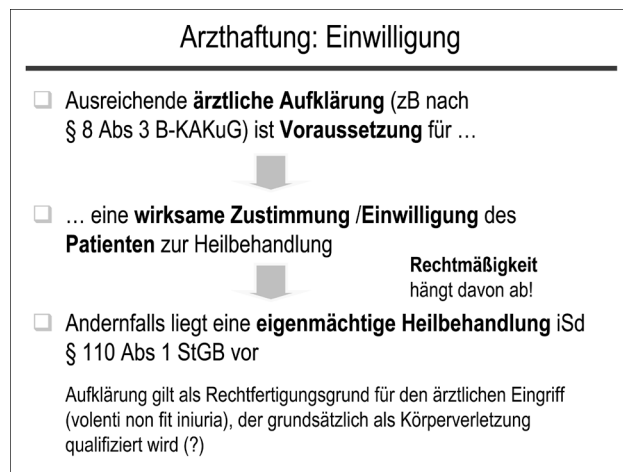 Arzthaftung: Einwilligung
Ausreichende ärztliche Aufklärung (zB nach
§ 8 Abs 3 B-KAKuG) ist Voraussetzung für …
… eine wirksame Zustimmung /Einwilligung des
Patienten zur Heilbehandlung
Rechtmäßigkeit
hängt davon ab!
Andernfalls liegt eine eigenmächtige Heilbehandlung iSd
§ 110 Abs 1 StGB vor
Aufklärung gilt als Rechtfertigungsgrund für den ärztlichen Eingriff
(volenti non fit iniuria), der grundsätzlich als Körperverletzung
qualifiziert wird (?)